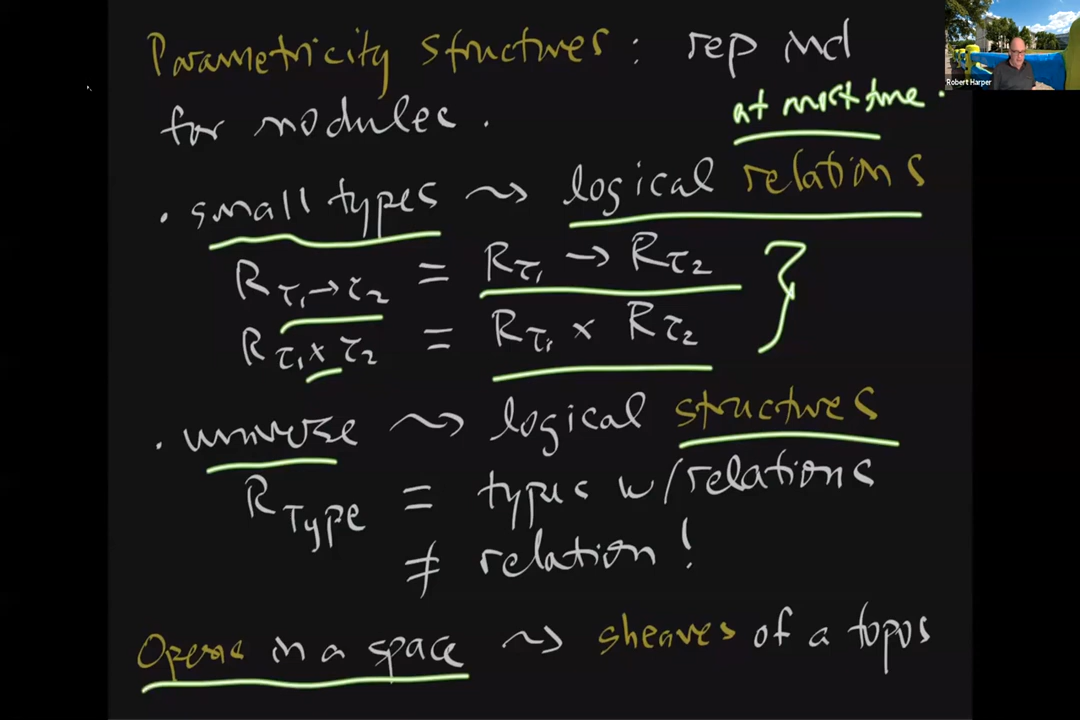 Parametricity structures: rep ind
for modules.
at most true.
· small types ⇝ logical relations
R τ₁→τ₂ = R τ₁ → R τ₂
R τ₁×τ₂ = R τ₁ × R τ₂
· universe ⇝ logical structures
R Type = types w/relations
≠ relation!
Opens in a space ⇝ sheaves of a topos
Robert Harper